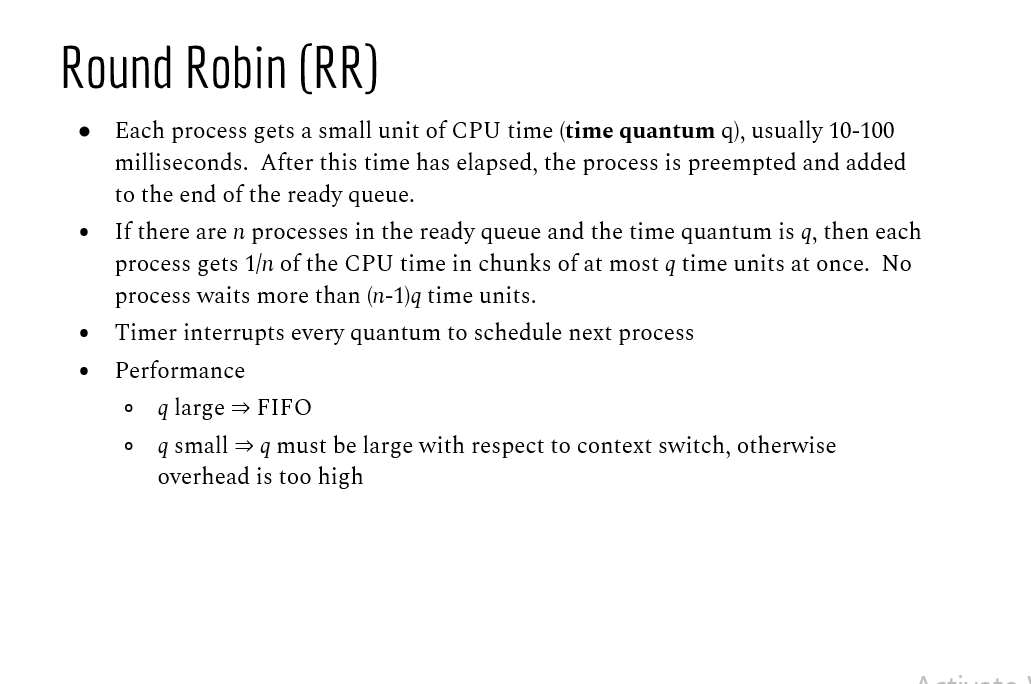 Round Robin (RR)
● Each process gets a small unit of CPU time (time quantum q), usually 10-100
milliseconds.  After this time has elapsed, the process is preempted and added
to the end of the ready queue.
● If there are n processes in the ready queue and the time quantum is q, then each
process gets 1/n of the CPU time in chunks of at most q time units at once.  No
process waits more than (n-1)q time units.
● Timer interrupts every quantum to schedule next process
● Performance
○ q large ⇒ FIFO
○ q small ⇒ q must be large with respect to context switch, otherwise
overhead is too high